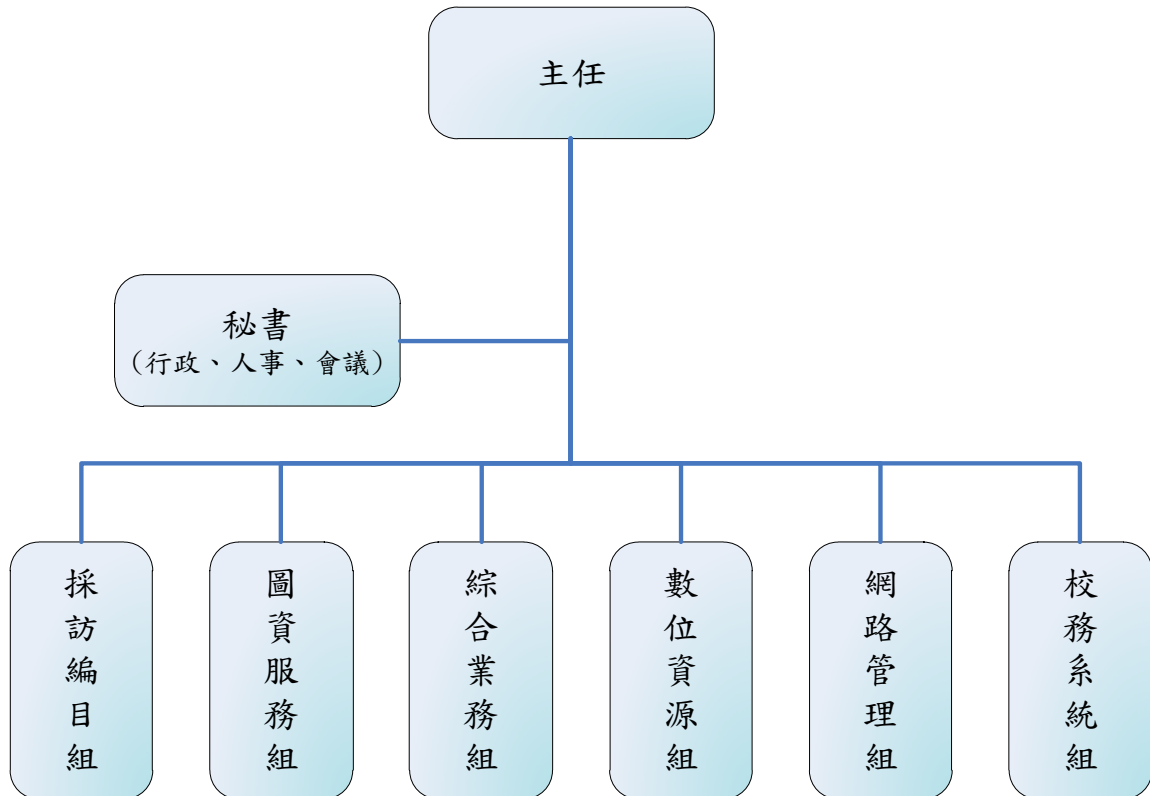 主任
秘書
(行政、人事、會議)
採訪編目組
圖資服務組
綜合業務組
數位資源組
網路管理組
校務系統組